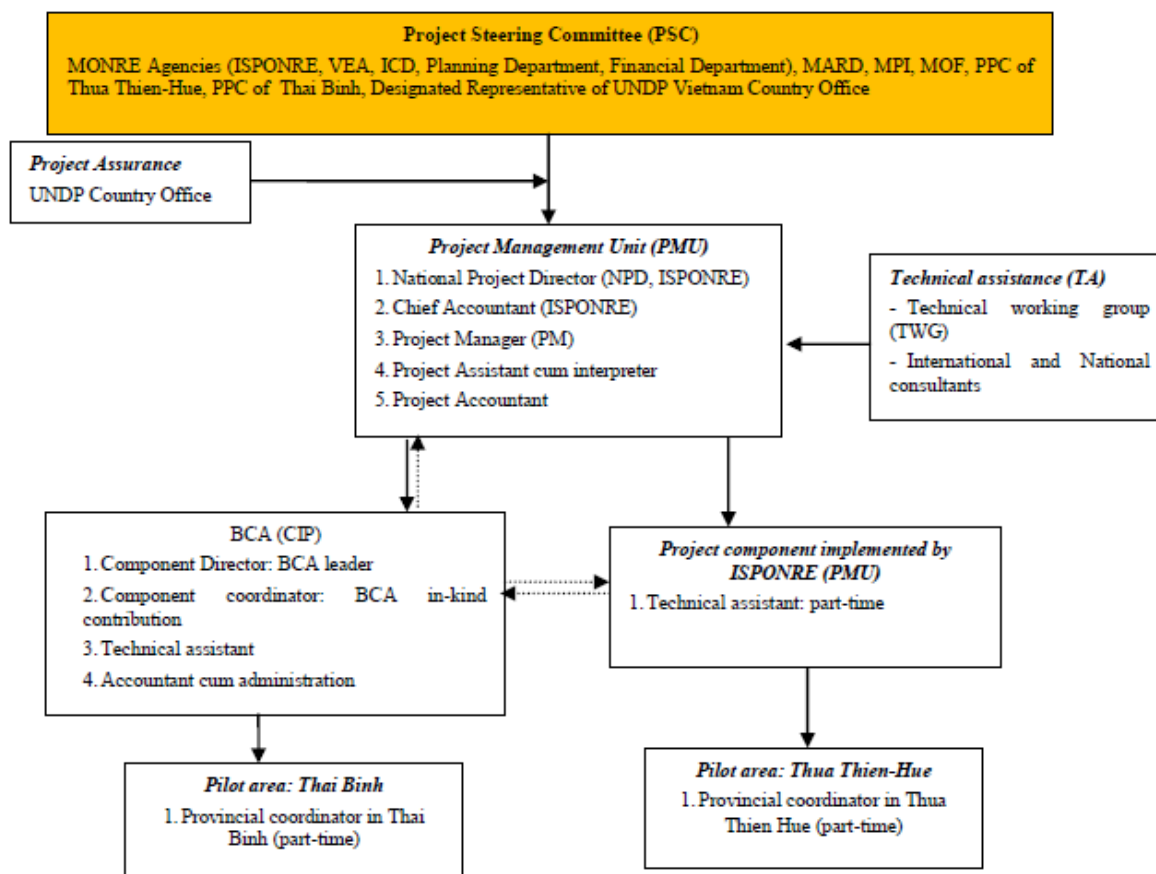 Project Steering Committee (PSC)
MONRE Agencies (ISPONRE, VEA, ICD, Planning Department, Financial Department), MARD, MPI, MOF, PPC of
Thua Thien-Hue, PPC of Thai Binh, Designated Representative of UNDP Vietnam Country Office
Project Assurance
UNDP Country Office
Project Management Unit (PMU)
1. National Project Director (NPD, ISPONRE)
2. Chief Accountant (ISPONRE)
3. Project Manager (PM)
4. Project Assistant cum interpreter
5. Project Accountant
Technical assistance (TA)
- Technical working group
(TWG)
- International and National
consultants
BCA (CIP)
1. Component Director: BCA leader
2. Component coordinator: BCA in-kind
contribution
3. Technical assistant
4. Accountant cum administration
Project component implemented by
ISPONRE (PMU)
1. Technical assistant: part-time
Pilot area: Thai Binh
1. Provincial coordinator in Thai
Binh (part-time)
Pilot area: Thua Thien-Hue
1. Provincial coordinator in Thua
Thien Hue (part-time)